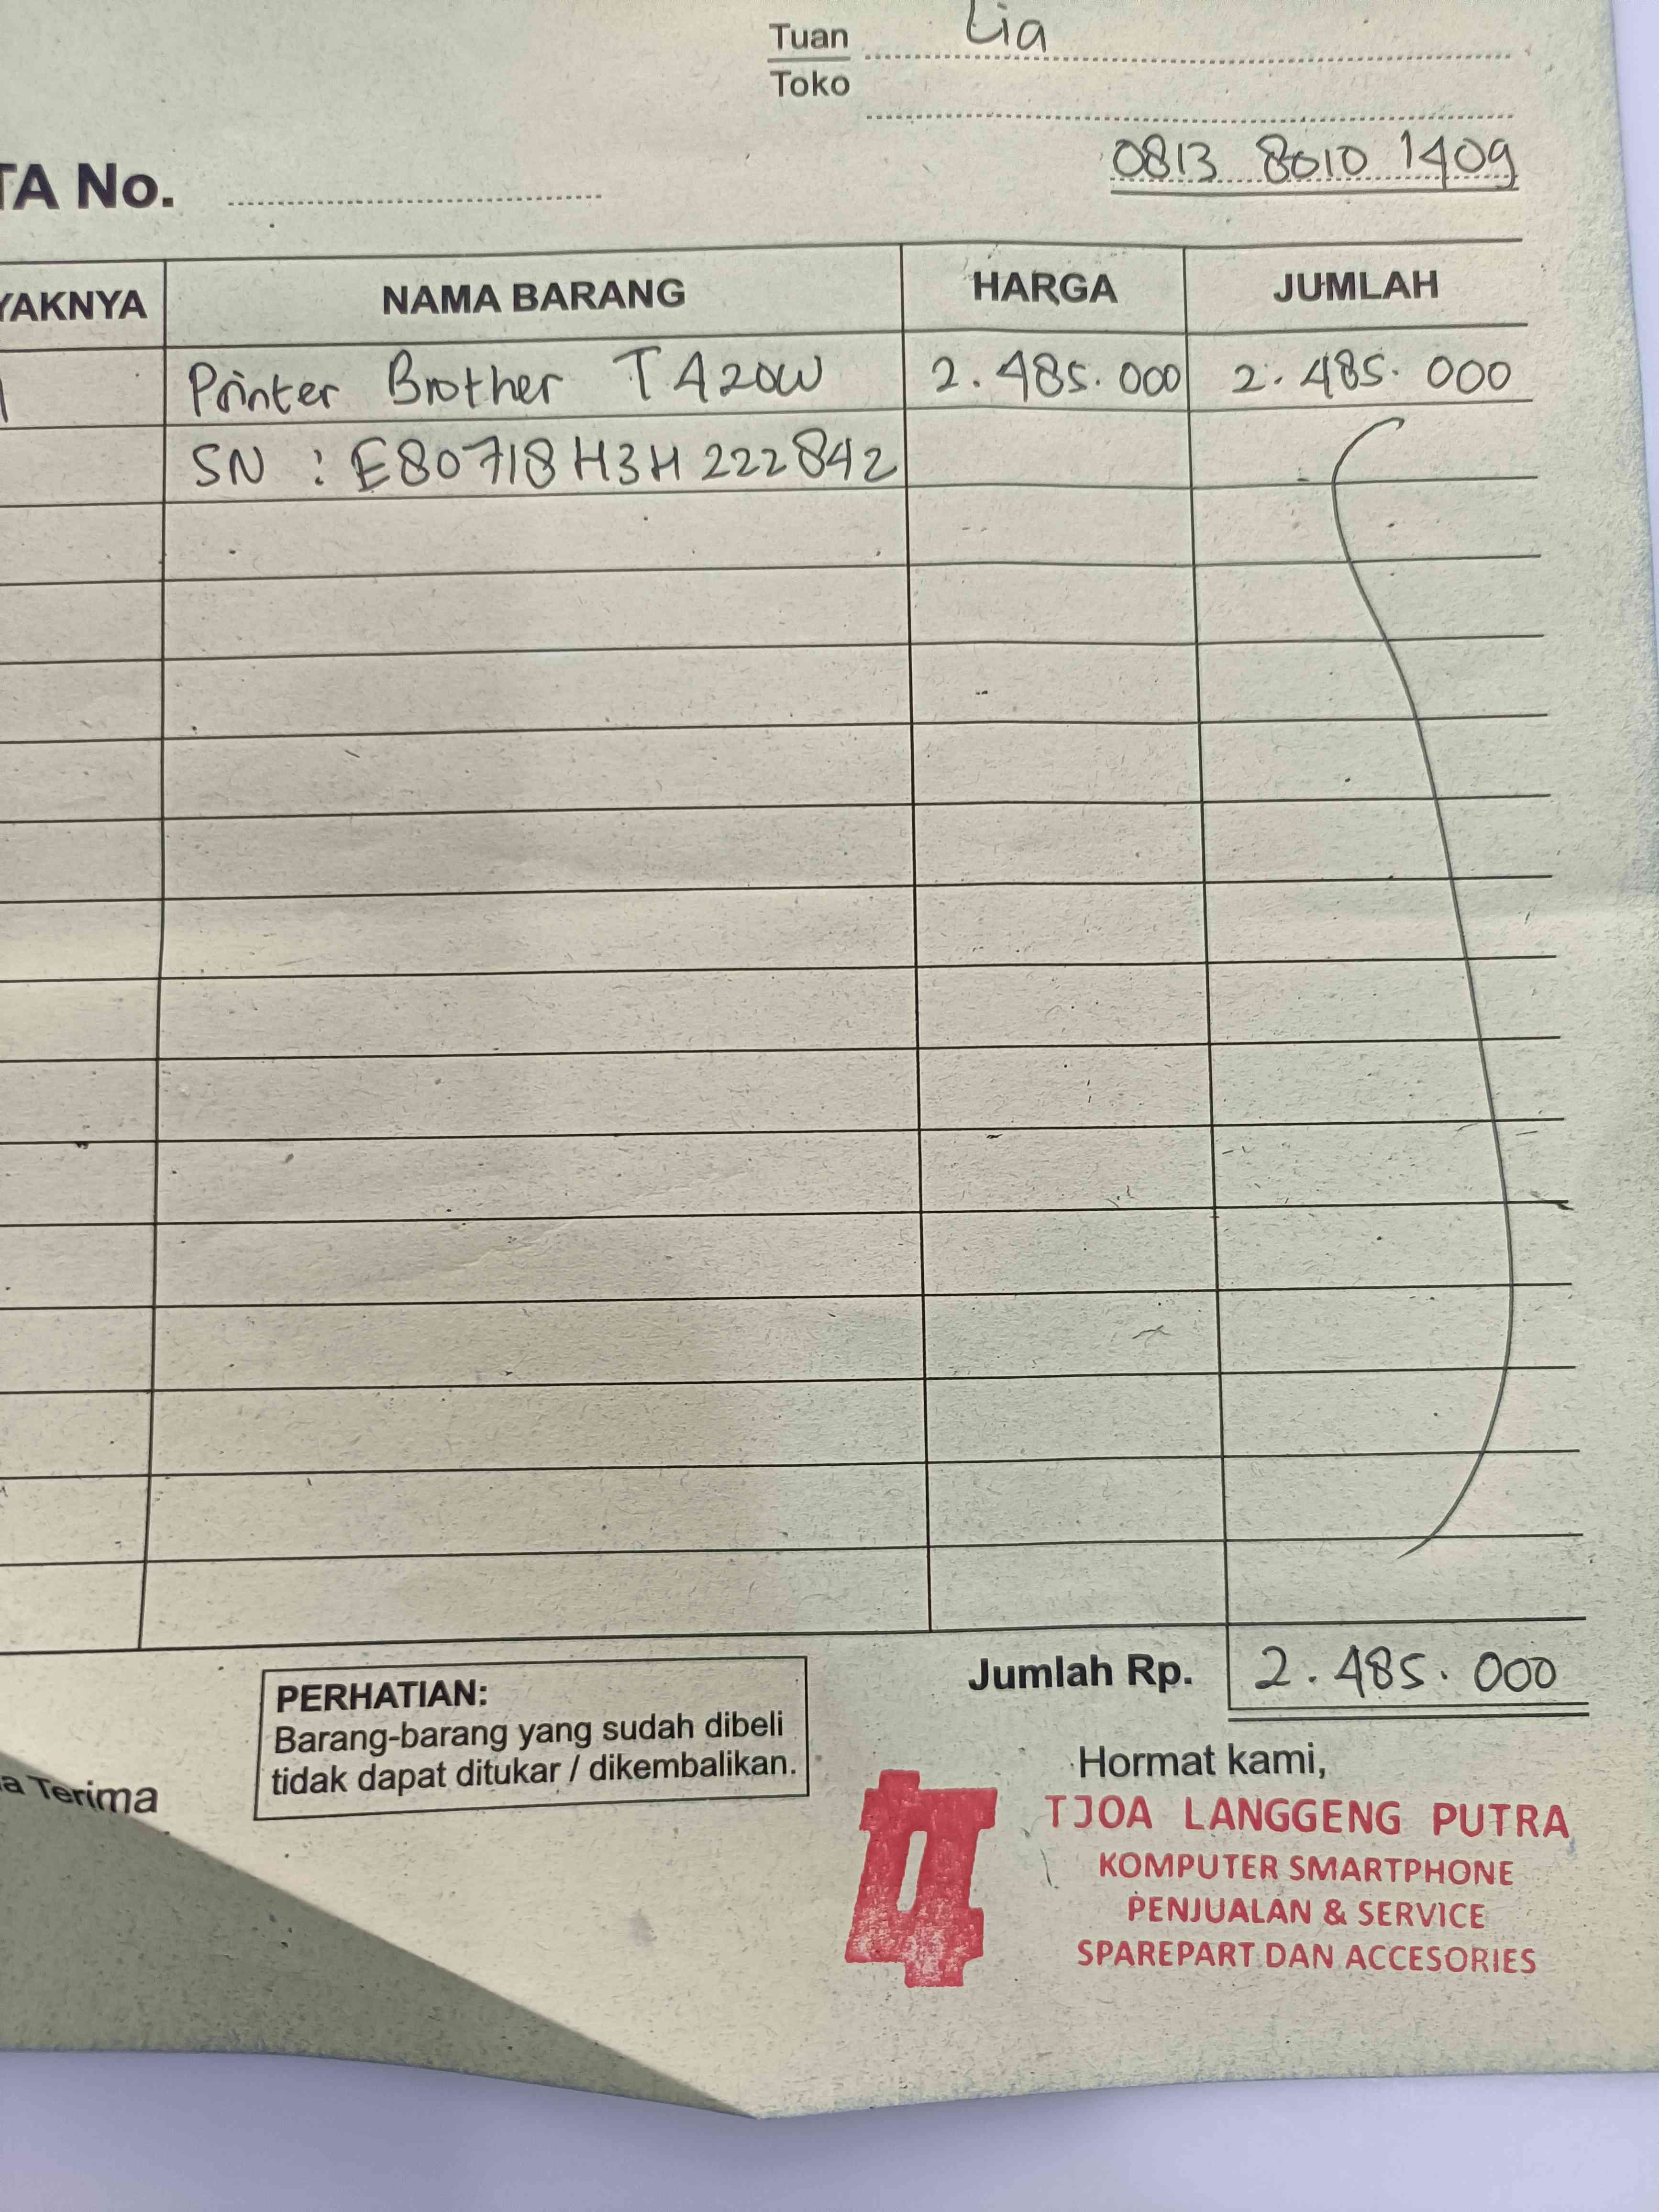 Tuan Lia
Toko
0813 8010 1409
TA No.
YAKNYA NAMA BARANG HARGA JUMLAH
1 Printer Brother T420W 2.485.000 2.485.000
SN : E80718H3H222842
Jumlah Rp. 2.485.000
PERHATIAN:
Barang-barang yang sudah dibeli
tidak dapat ditukar / dikembalikan.
a Terima
Hormat kami,
TJOA LANGGENG PUTRA
KOMPUTER SMARTPHONE
PENJUALAN & SERVICE
SPAREPART DAN ACCESORIES